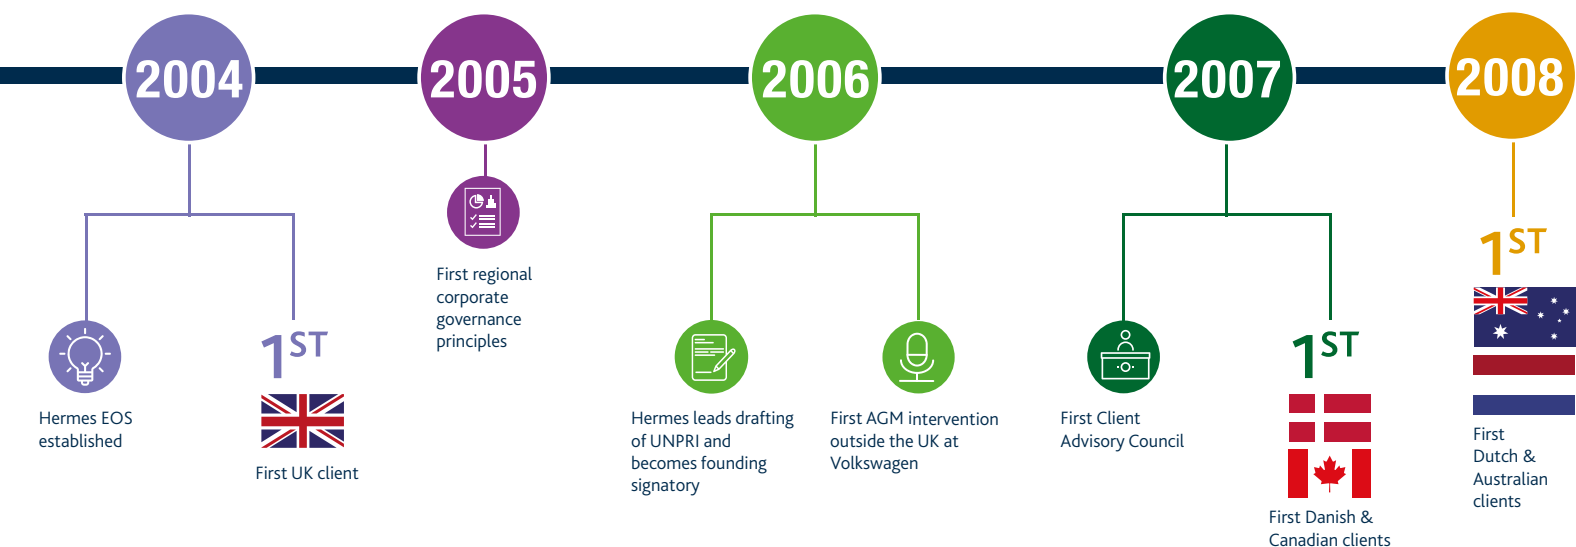 2004
Hermes EOS
established
1ST
First UK client
2005
First regional
corporate
governance
principles
2006
Hermes leads drafting
of UNPRI and
becomes founding
signatory
First AGM intervention
outside the UK at
Volkswagen
2007
First Client
Advisory Council
1ST
First Danish &
Canadian clients
2008
1ST
First
Dutch &
Australian
clients